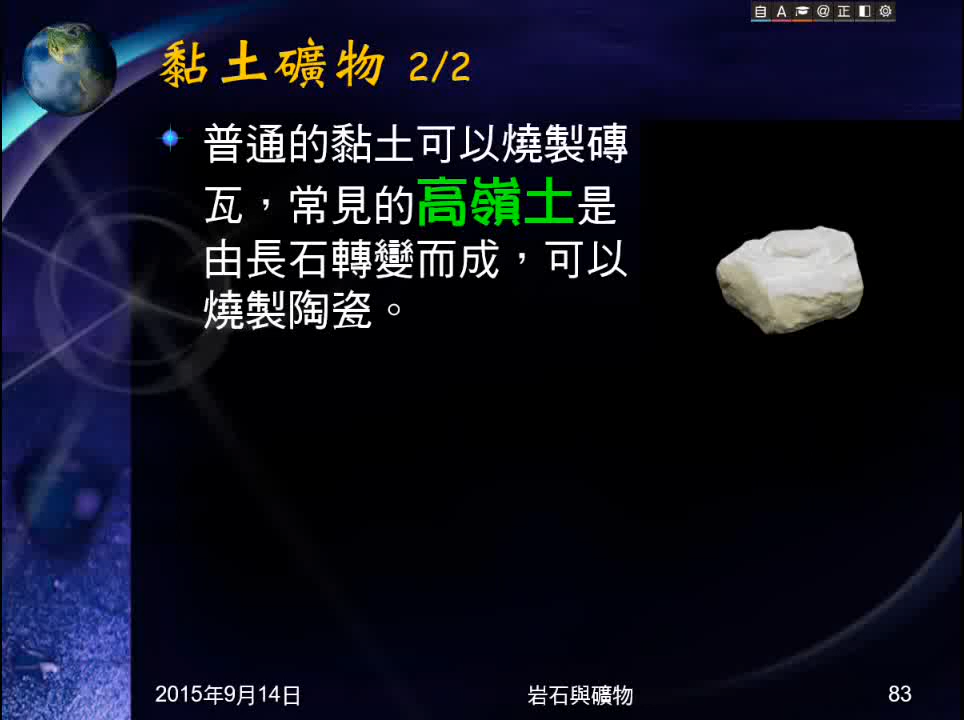 自 A @ 正
黏土礦物 2/2
普通的黏土可以燒製磚
瓦，常見的高嶺土是
由長石轉變而成，可以
燒製陶瓷。
2015年9月14日 岩石與礦物 83